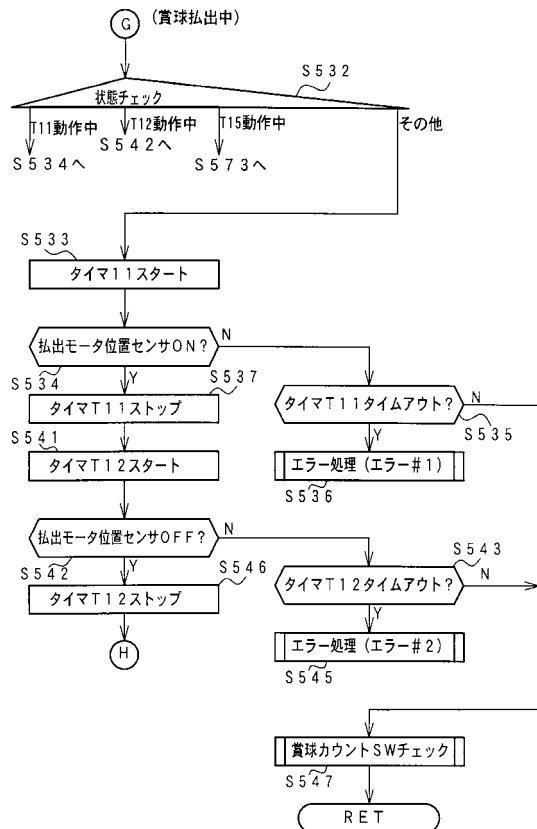 G (賞球払出中)
S532
状態チェック
T11動作中
T12動作中
T15動作中
その他
S534へ
S542へ
S573へ
S533
タイマ11スタート
払出モータ位置センサON?
N
Y
S534
S537
タイマT11ストップ
タイマT11タイムアウト?
N
S535
Y
S541
タイマT12スタート
エラー処理(エラー#1)
S536
払出モータ位置センサOFF?
N
Y
S542
S546
タイマT12ストップ
S543
タイマT12タイムアウト?
N
Y
H
エラー処理(エラー#2)
S545
賞球カウントSWチェック
S547
RET